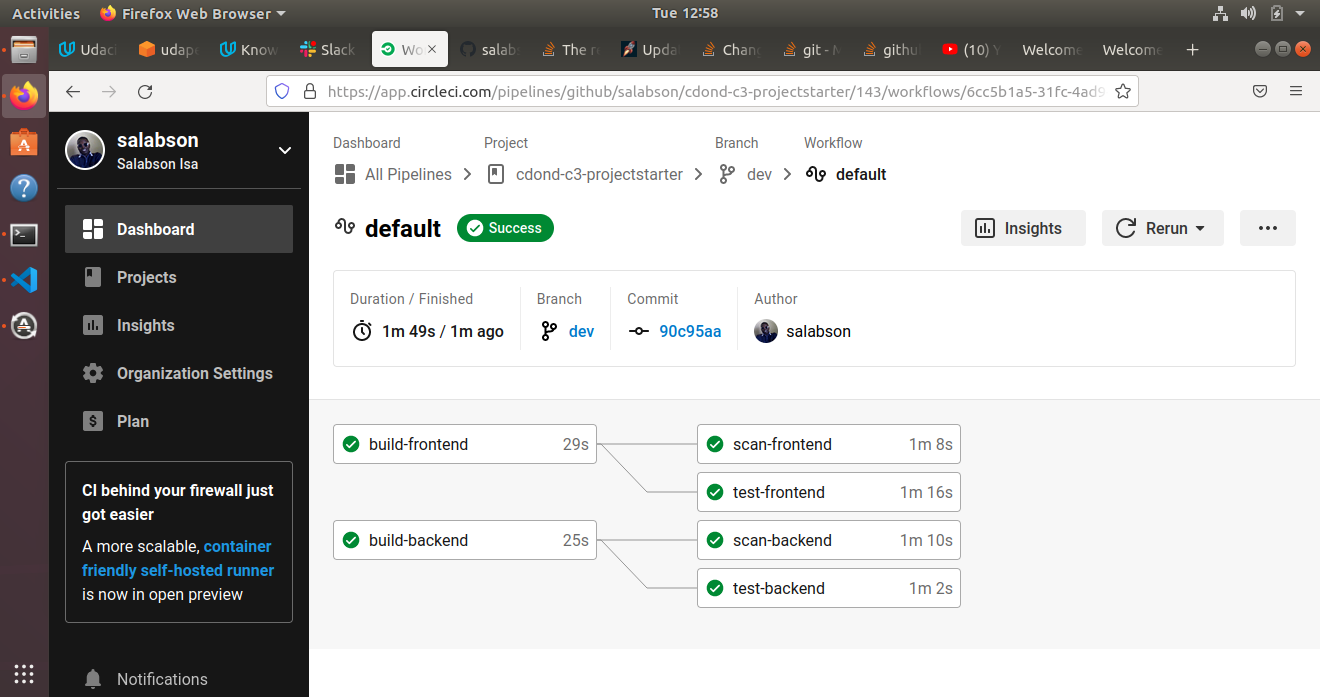 Activities Firefox Web Browser Tue 12:58
Udaci udape Know Slack Wo salabs The re Upda Chang git - M githu (10) Y Welcome Welcome
https://app.circleci.com/pipelines/github/salabson/cdond-c3-projectstarter/143/workflows/6cc5b1a5-31fc-4ad9
salabson
Salabson Isa
Dashboard
Projects
Insights
Organization Settings
Plan
CI behind your firewall just
got easier
A more scalable, container
friendly self-hosted runner
is now in open preview
Notifications
Dashboard Project Branch Workflow
All Pipelines cdond-c3-projectstarter dev default
default Success Insights Rerun
Duration / Finished Branch Commit Author
1m 49s / 1m ago dev 90c95aa salabson
build-frontend 29s scan-frontend 1m 8s
test-frontend 1m 16s
build-backend 25s scan-backend 1m 10s
test-backend 1m 2s